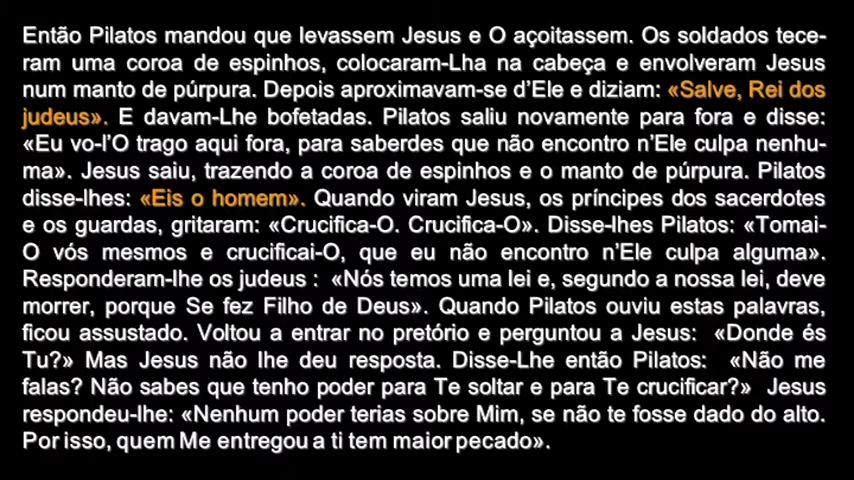 Então Pilatos mandou que levassem Jesus e O açoitassem. Os soldados tece-
ram uma coroa de espinhos, colocaram-Lha na cabeça e envolveram Jesus
num manto de púrpura. Depois aproximavam-se d’Ele e diziam: «Salve, Rei dos
judeus». E davam-Lhe bofetadas. Pilatos saliu novamente para fora e disse:
«Eu vo-l’O trago aqui fora, para saberdes que não encontro n’Ele culpa nenhu-
ma». Jesus saiu, trazendo a coroa de espinhos e o manto de púrpura. Pilatos
disse-lhes: «Eis o homem». Quando viram Jesus, os príncipes dos sacerdotes
e os guardas, gritaram: «Crucifica-O. Crucifica-O». Disse-lhes Pilatos: «Tomai-
O vós mesmos e crucificai-O, que eu não encontro n’Ele culpa alguma».
Responderam-lhe os judeus : «Nós temos uma lei e, segundo a nossa lei, deve
morrer, porque Se fez Filho de Deus». Quando Pilatos ouviu estas palavras,
ficou assustado. Voltou a entrar no pretório e perguntou a Jesus: «Donde és
Tu?» Mas Jesus não lhe deu resposta. Disse-Lhe então Pilatos: «Não me
falas? Não sabes que tenho poder para Te soltar e para Te crucificar?» Jesus
respondeu-lhe: «Nenhum poder terias sobre Mim, se não te fosse dado do alto.
Por isso, quem Me entregou a ti tem maior pecado».